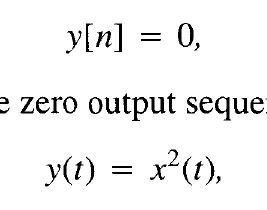 y[n] = 0,
e zero output seque
y(t) = x²(t),